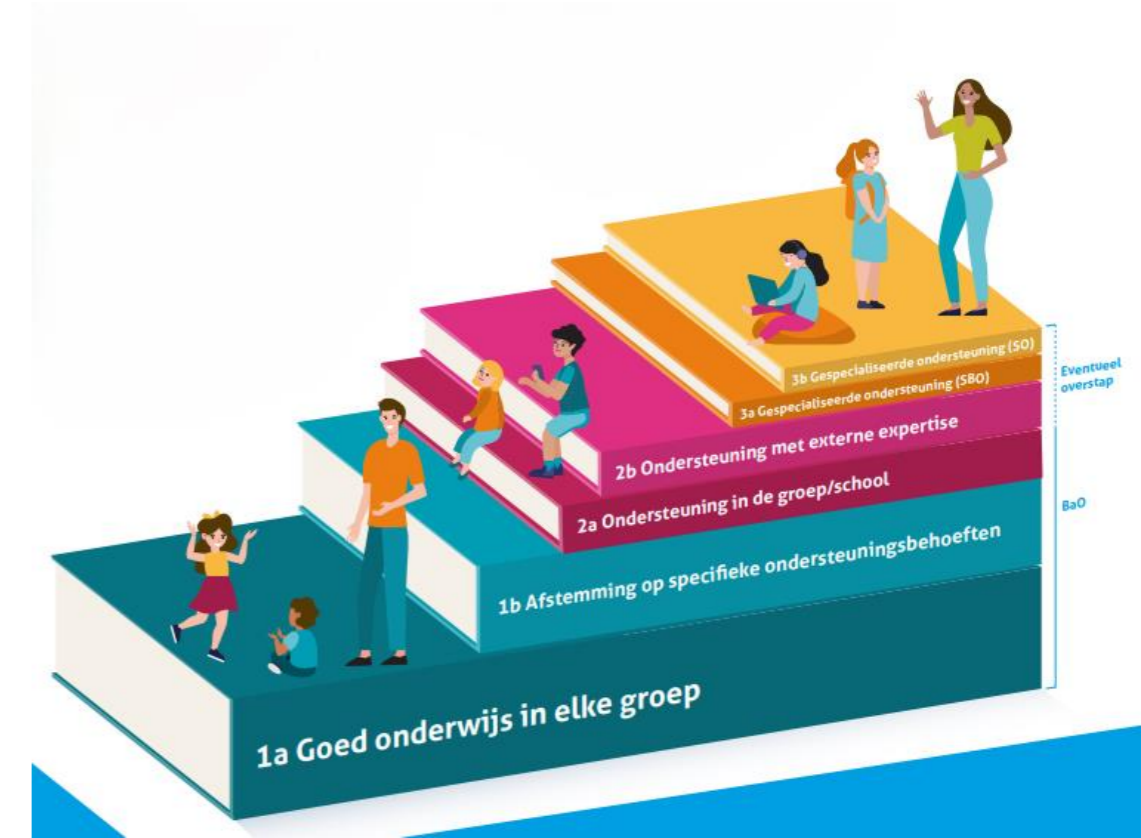 3b Gespecialiseerde ondersteuning (SO)
3a Gespecialiseerde ondersteuning (SBO)
2b Ondersteuning met externe expertise
2a Ondersteuning in de groep/school
1b Afstemming op specifieke ondersteuningsbehoeften
1a Goed onderwijs in elke groep
Eventueel
overstap
BaO